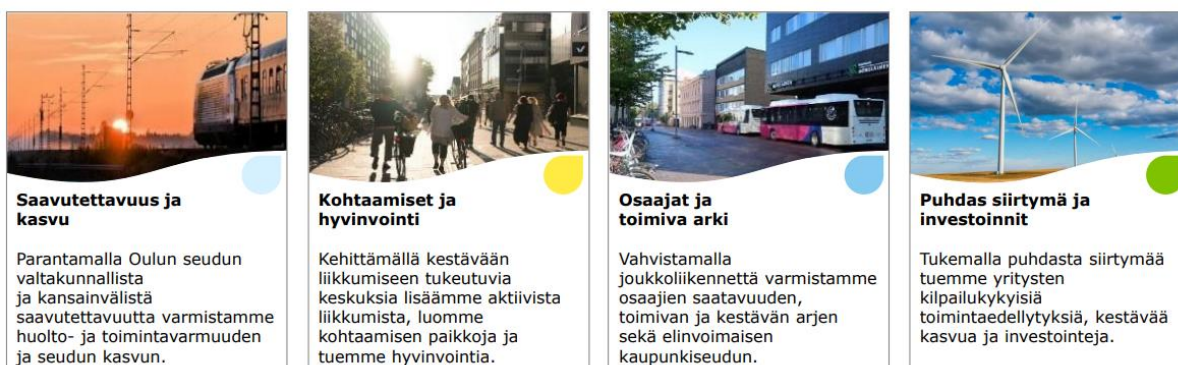 Saavutettavuus ja
kasvu
Parantamalla Oulun seudun
valtakunnallista
ja kansainvälistä
saavutettavuutta varmistamme
huolto- ja toimintavarmuuden
ja seudun kasvun.
Kohtaamiset ja
hyvinvointi
Kehittämällä kestävään
liikkumiseen tukeutuvia
keskuksia lisäämme aktiivista
liikkumista, luomme
kohtaamisen paikkoja ja
tuemme hyvinvointia.
Osaajat ja
toimiva arki
Vahvistamalla
joukkoliikennettä varmistamme
osaajien saatavuuden,
toimivan ja kestävän arjen
sekä elinvoimaisen
kaupunkiseudun.
Puhdas siirtymä ja
investoinnit
Tukemalla puhdasta siirtymää
tuemme yritysten
kilpailukykyisiä
toimintaedellytyksiä, kestävää
kasvua ja investointeja.